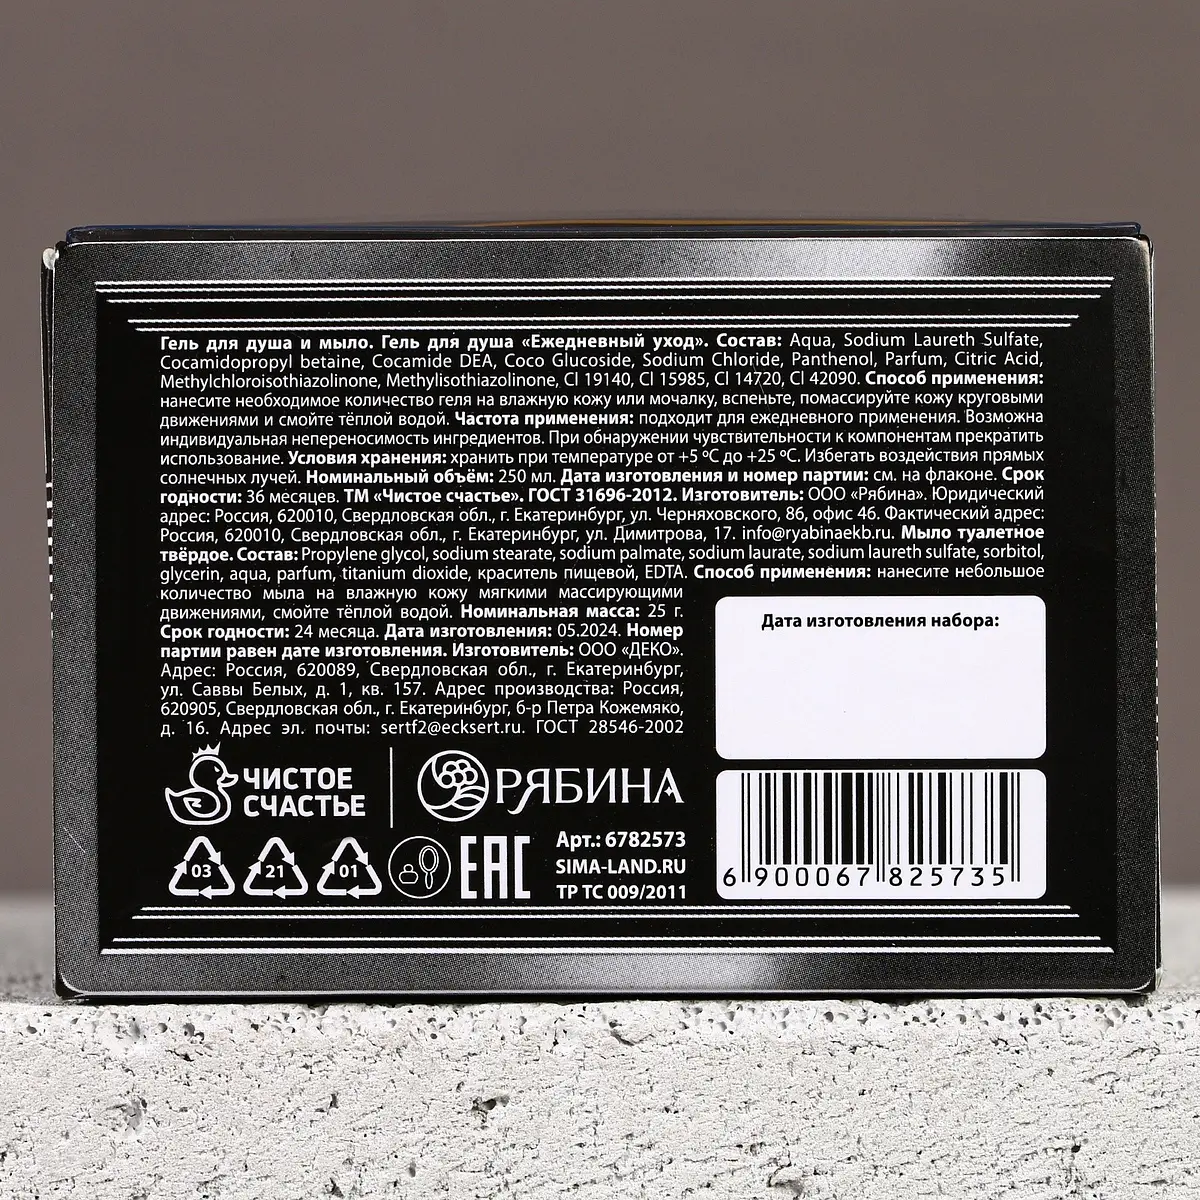 Гель для душа и мыло. Гель для душа «Ежедневный уход». Состав: Aqua, Sodium Laureth Sulfate,
Cocamidopropyl betaine, Cocamide DEA, Coco Glucoside, Sodium Chloride, Panthenol, Parfum, Citric Acid,
Methylchloroisothiazolinone, Methylisothiazolinone, Cl 19140, Cl 15985, Cl 14720, Cl 42090. Способ применения:
нанесите необходимое количество геля на влажную кожу или мочалку, вспеньте, помассируйте кожу круговыми
движениями и смойте тёплой водой. Частота применения: подходит для ежедневного применения. Возможна
индивидуальная непереносимость ингредиентов. При обнаружении чувствительности к компонентам прекратить
использование. Условия хранения: хранить при температуре от +5 ºС до +25 ºС. Избегать воздействия прямых
солнечных лучей. Номинальный объём: 250 мл. Дата изготовления и номер партии: см. на флаконе. Срок
годности: 36 месяцев. ТМ «Чистое счастье». ГОСТ 31696-2012. Изготовитель: ООО «Рябина». Юридический
адрес: Россия, 620010, Свердловская обл., г. Екатеринбург, ул. Черняховского, 86, офис 46. Фактический адрес:
Россия, 620010, Свердловская обл., г. Екатеринбург, ул. Димитрова, 17. info@ryabinaekb.ru. Мыло туалетное
твёрдое. Состав: Propylene glycol, sodium stearate, sodium palmate, sodium laurate, sodium laureth sulfate, sorbitol,
glycerin, aqua, parfum, titanium dioxide, краситель пищевой, EDTA. Способ применения: нанесите небольшое
количество мыла на влажную кожу мягкими массирующими
движениями, смойте тёплой водой. Номинальная масса: 25 г.
Срок годности: 24 месяца. Дата изготовления: 05.2024. Номер
партии равен дате изготовления. Изготовитель: ООО «ДЕКО».
Адрес: Россия, 620089, Свердловская обл., г. Екатеринбург,
ул. Саввы Белых, д. 1, кв. 157. Адрес производства: Россия,
620905, Свердловская обл., г. Екатеринбург, б-р Петра Кожемяко,
д. 16. Адрес эл. почты: sertf2@ecksert.ru. ГОСТ 28546-2002
Дата изготовления набора:
ЧИСТОЕ
СЧАСТЬЕ
РЯБИНА
03
21
01
EAC
Арт.: 6782573
SIMA-LAND.RU
ТР ТС 009/2011
6 900067 825735